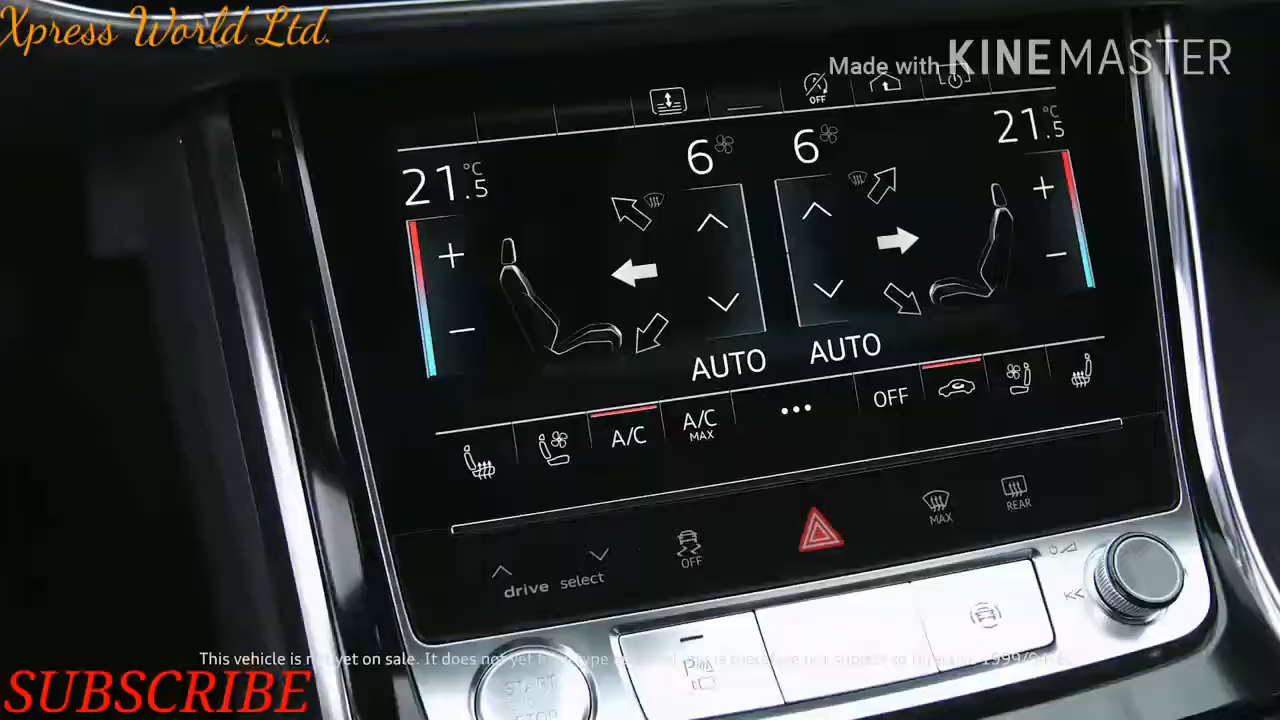 Xpress World Ltd.
Made with KINEMASTER
OFF
21.5 °C
6
6
21.5 °C
AUTO
AUTO
A/C
A/C
MAX
OFF
MAX
REAR
OFF
drive select
START
STOP
This vehicle is not yet on sale. It does not yet have type approval and is therefore not subject to Directive 1999/94/
SUBSCRIBE